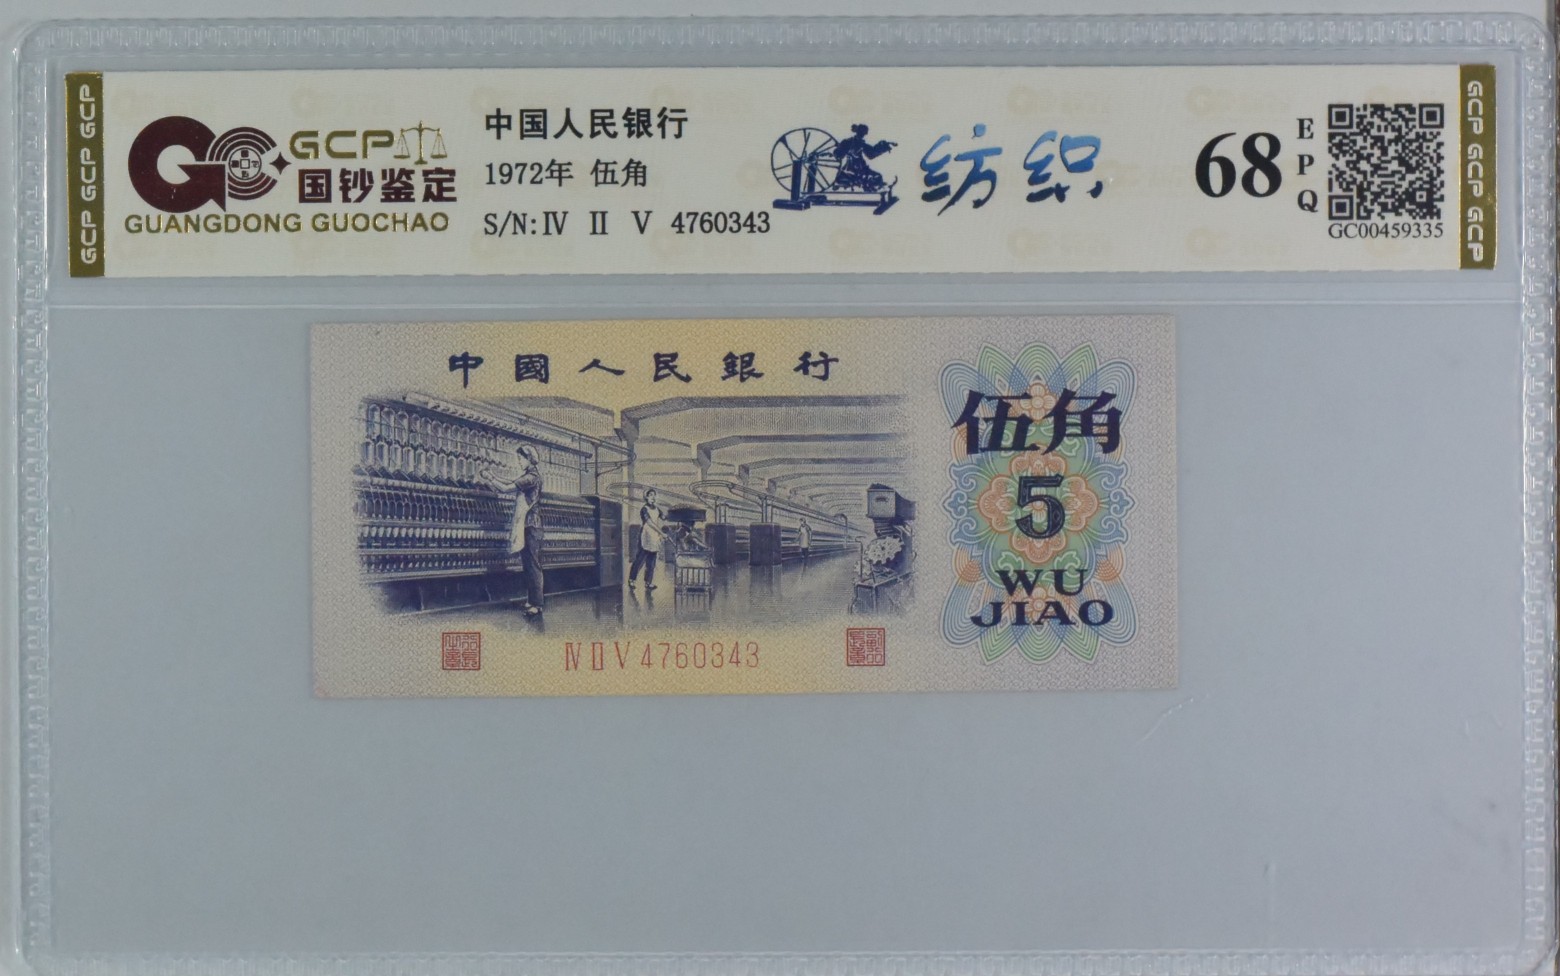 GCP GCP GCP
GCP
国钞鉴定
GUANGDONG GUOCHAO
中国人民银行
1972年 伍角
S/N:Ⅳ Ⅱ Ⅴ 4760343
纺织
68
EPQ
GC00459335
GCP GCP GCP
中國人民銀行
伍角
5
WU
JIAO
ⅣⅡⅤ4760343